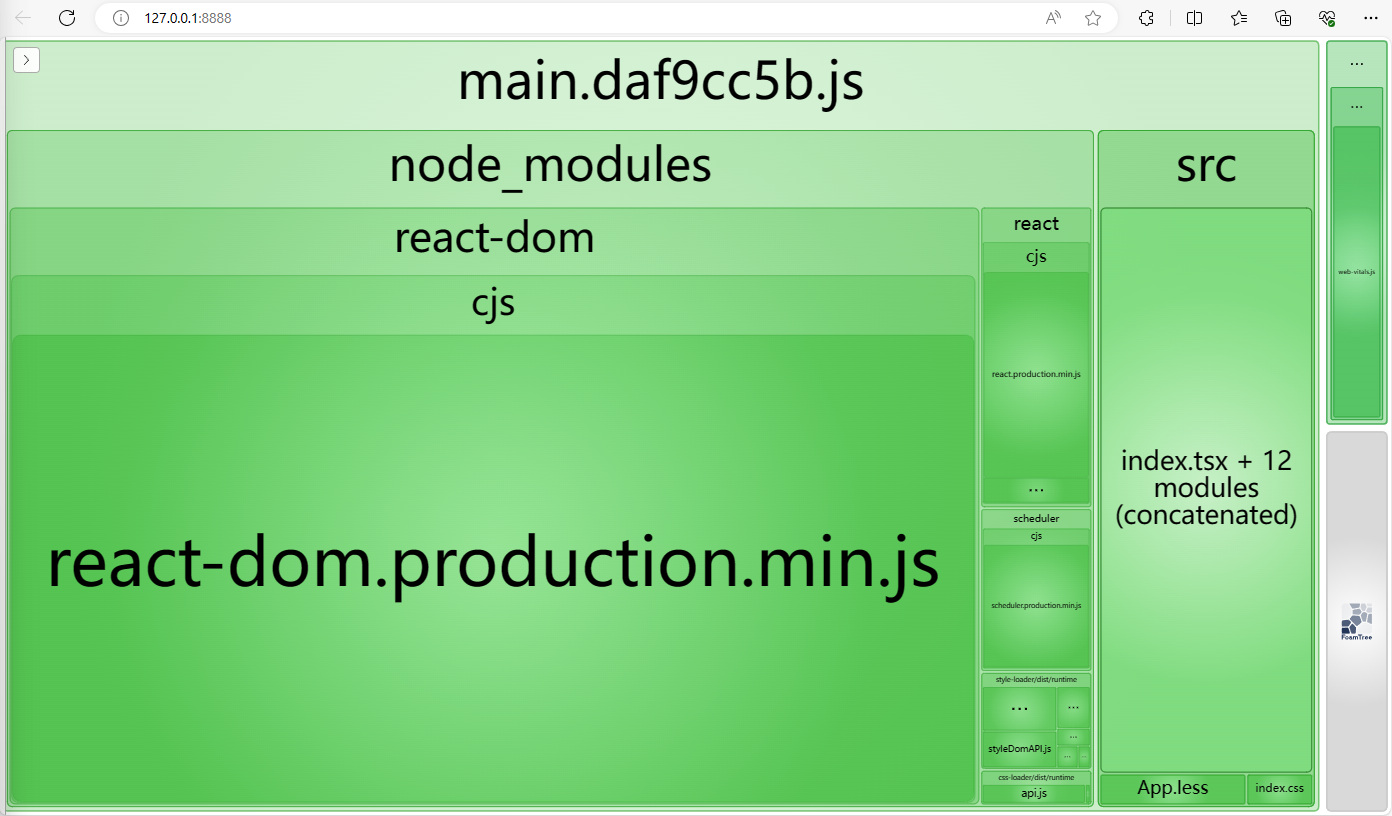 127.0.0.1:8888
main.daf9cc5b.js
...
...
node_modules
src
react-dom
react
cjs
cjs
web-vitals.js
react.production.min.js
index.tsx + 12
modules
(concatenated)
...
scheduler
cjs
react-dom.production.min.js
scheduler.production.min.js
FoamTree
style-loader/dist/runtime
...
...
...
styleDomAPI.js
...
...
css-loader/dist/runtime
api.js
App.less
index.css